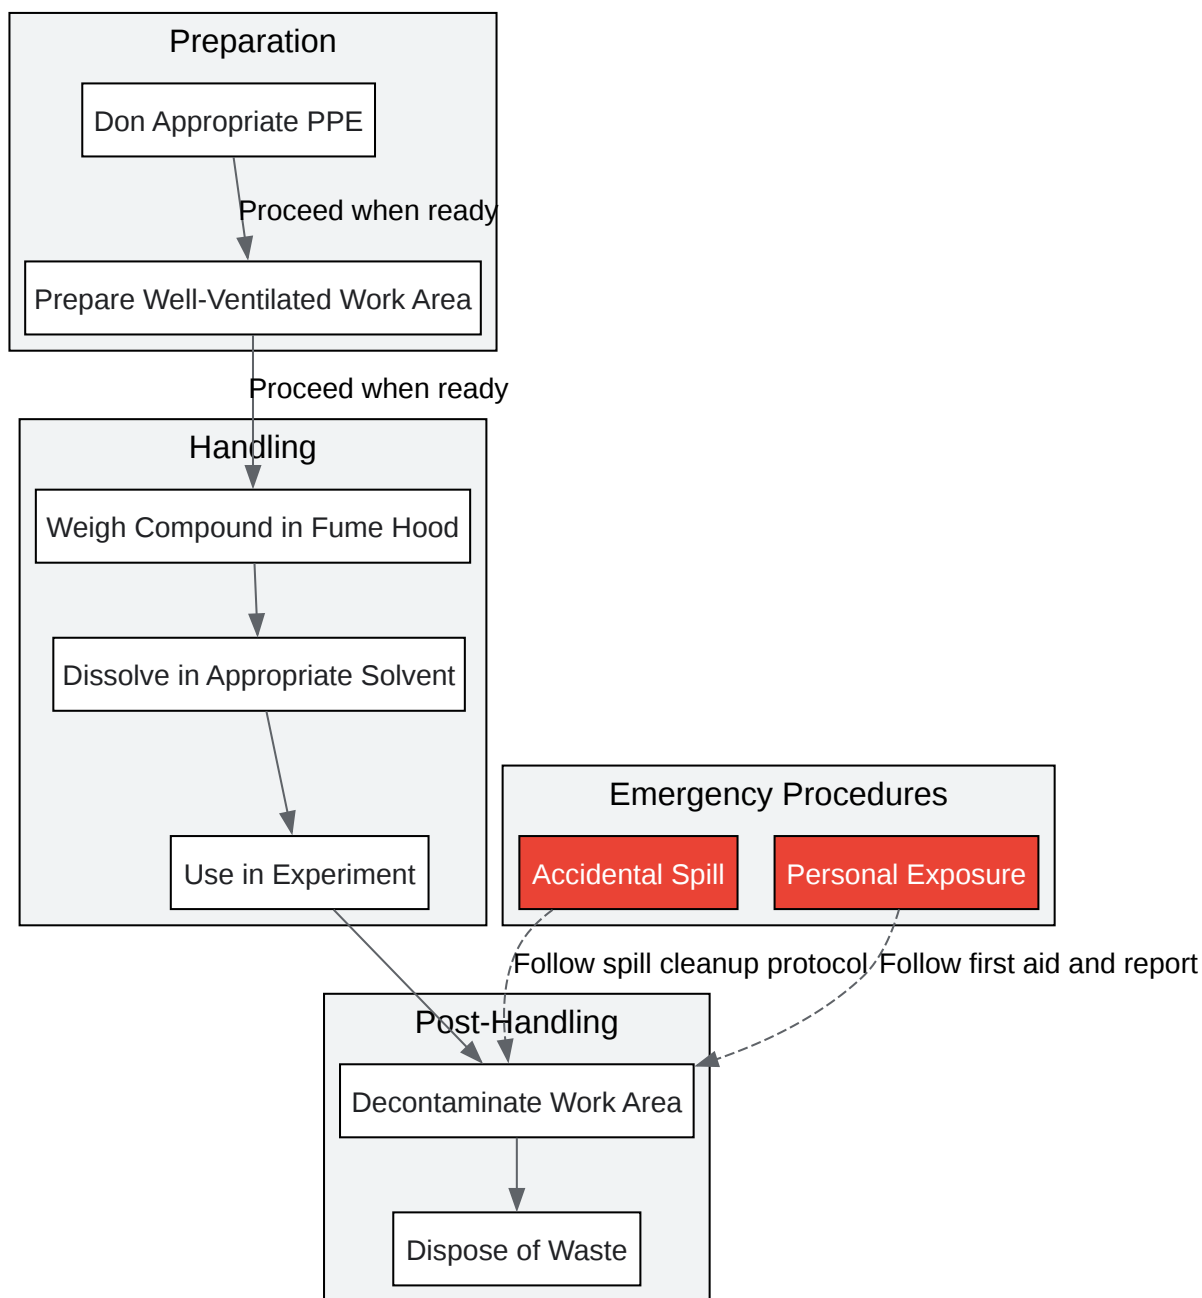 Preparation
Don Appropriate PPE
Proceed when ready
Prepare Well-Ventilated Work Area
Proceed when ready
Handling
Weigh Compound in Fume Hood
Dissolve in Appropriate Solvent
Use in Experiment
Emergency Procedures
Accidental Spill
Personal Exposure
Follow spill cleanup protocol
Follow first aid and report
Post-Handling
Decontaminate Work Area
Dispose of Waste